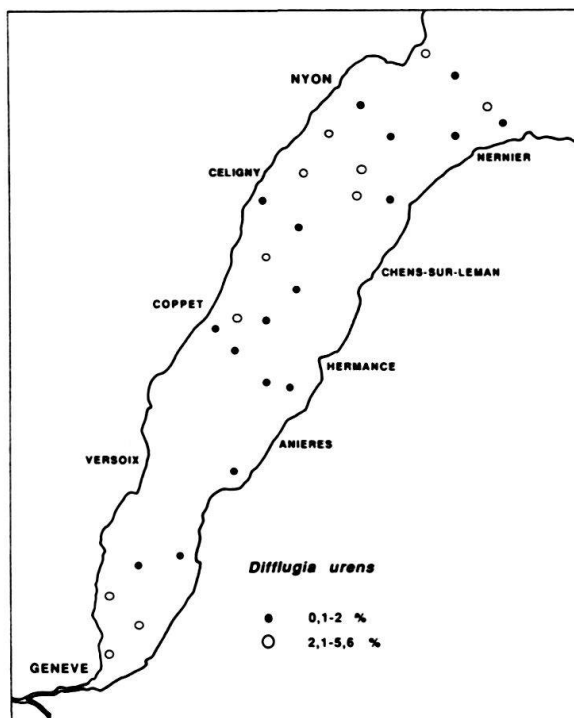 NYON
NERNIER
CELIGNY
CHENS-SUR-LEMAN
COPPET
HERMANCE
ANIERES
VERSOIX
Difflugia urens
0,1-2 %
2,1-5,6 %
GENEVE